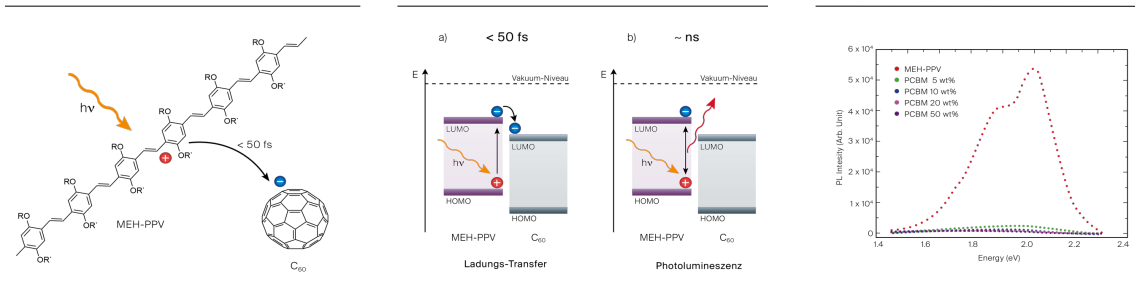 RO
OR'
RO
OR'
hν
RO
OR'
< 50 fs
RO
OR'
RO
OR'
RO
OR'
MEH-PPV
C60
a) < 50 fs
E
Vakuum-Niveau
LUMO
LUMO
hν
HOMO
HOMO
MEH-PPV C60
Ladungs-Transfer
b) ~ ns
E
Vakuum-Niveau
LUMO
LUMO
hν
HOMO
HOMO
MEH-PPV C60
Photolumineszenz
6 x 10⁴
5 x 10⁴
4 x 10⁴
3 x 10⁴
2 x 10⁴
1 x 10⁴
0
PL Intesity (Arb. Unit)
MEH-PPV
PCBM 5 wt%
PCBM 10 wt%
PCBM 20 wt%
PCBM 50 wt%
1.4 1.6 1.8 2.0 2.2 2.4
Energy (eV)